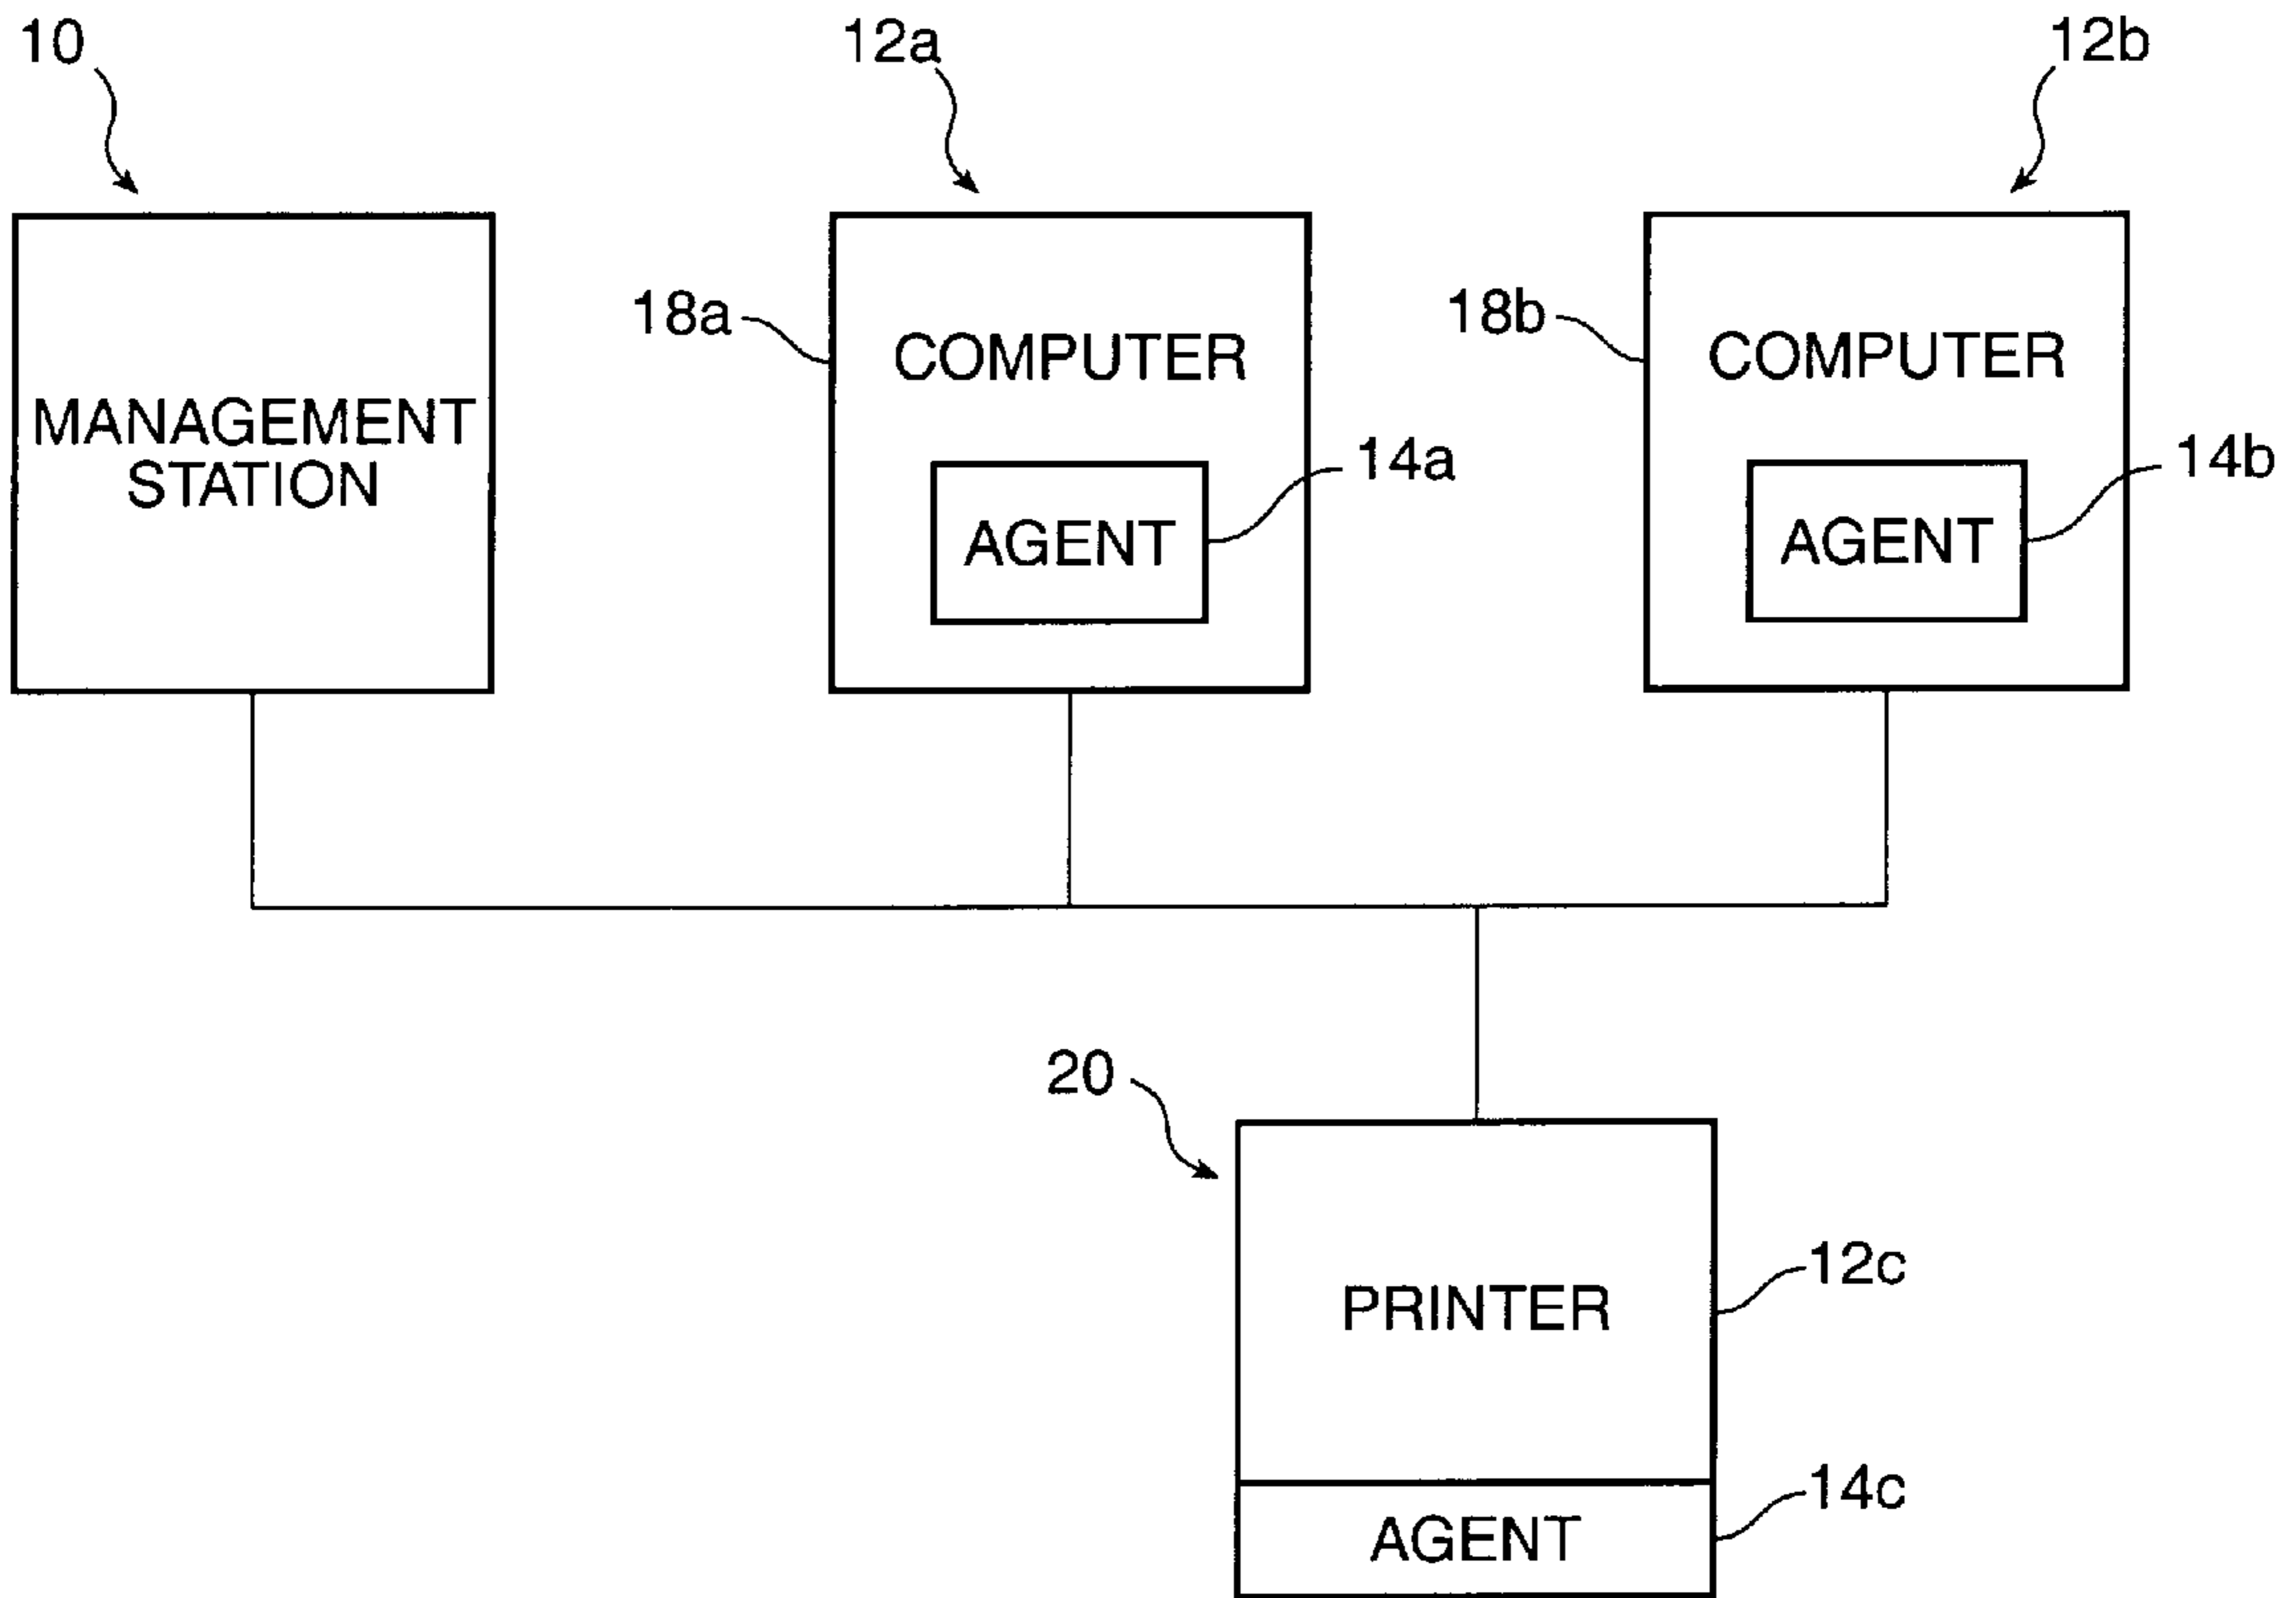 10
12a
12b
18a
18b
COMPUTER
COMPUTER
MANAGEMENT
STATION
14a
14b
AGENT
AGENT
20
12c
PRINTER
14c
AGENT